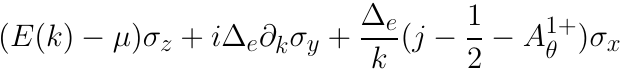 $(E(k) - \mu)\sigma_z + i\Delta_e \partial_k \sigma_y + \frac{\Delta_e}{k}(j - \frac{1}{2} - A_\theta^{1+})\sigma_x$